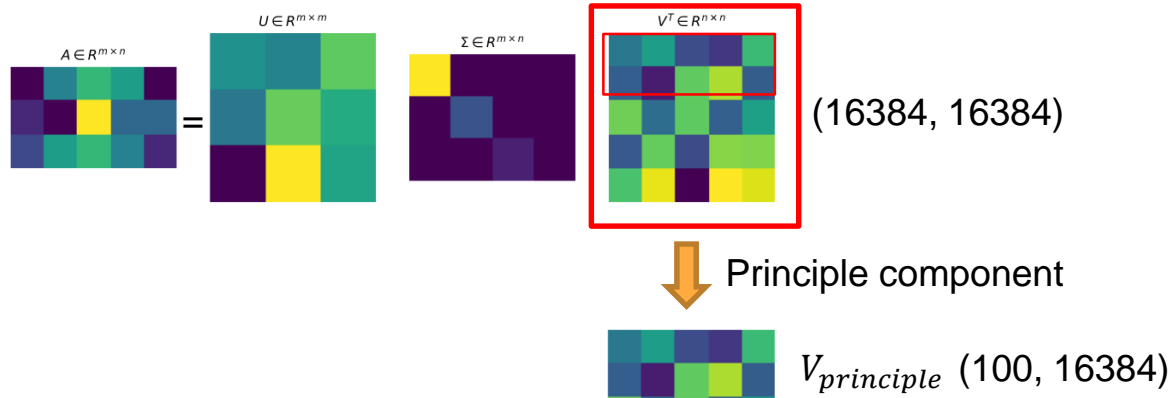 A ∈ R^{m×n}
=
U ∈ R^{m×m}
Σ ∈ R^{m×n}
V^T ∈ R^{n×n}
(16384, 16384)
Principle component
V_{principle} (100, 16384)